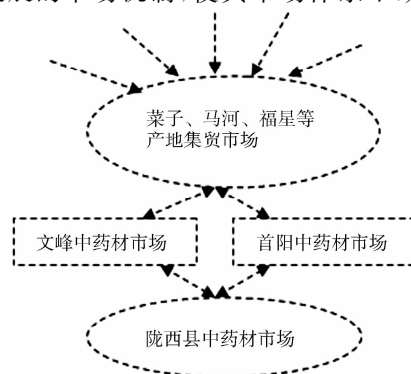 菜子、马河、福星等
产地集贸市场
文峰中药材市场
首阳中药材市场
陇西县中药材市场